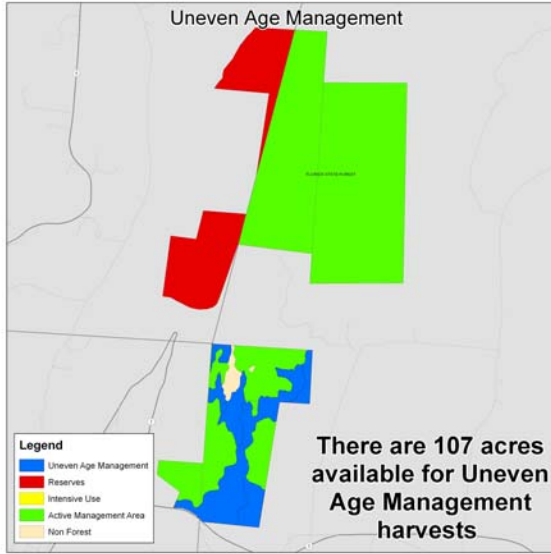 Uneven Age Management
Legend
Uneven Age Management
Reserves
Intensive Use
Active Management Area
Non Forest
There are 107 acres
available for Uneven
Age Management
harvests